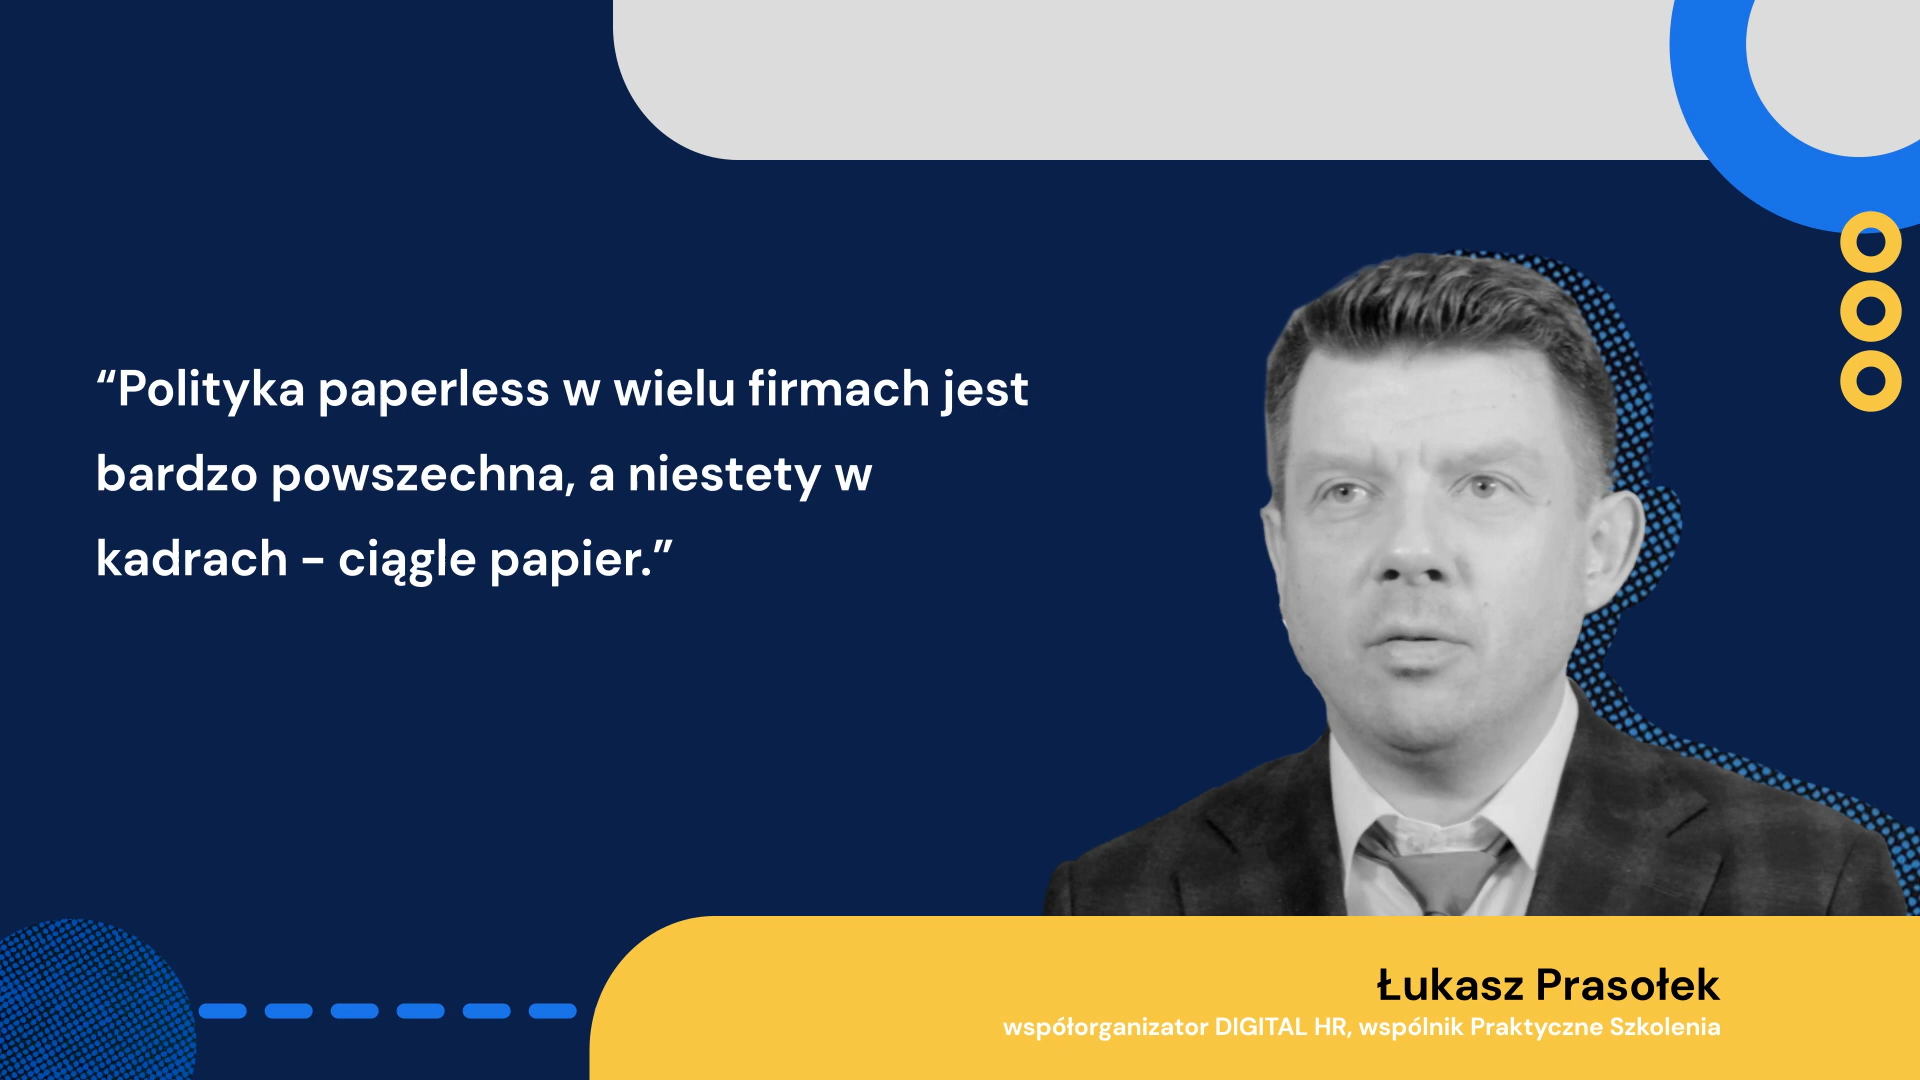 “Polityka paperless w wielu firmach jest
bardzo powszechna, a niestety w
kadrach – ciągle papier.”
Łukasz Prasołek
współorganizator DIGITAL HR, wspólnik Praktyczne Szkolenia